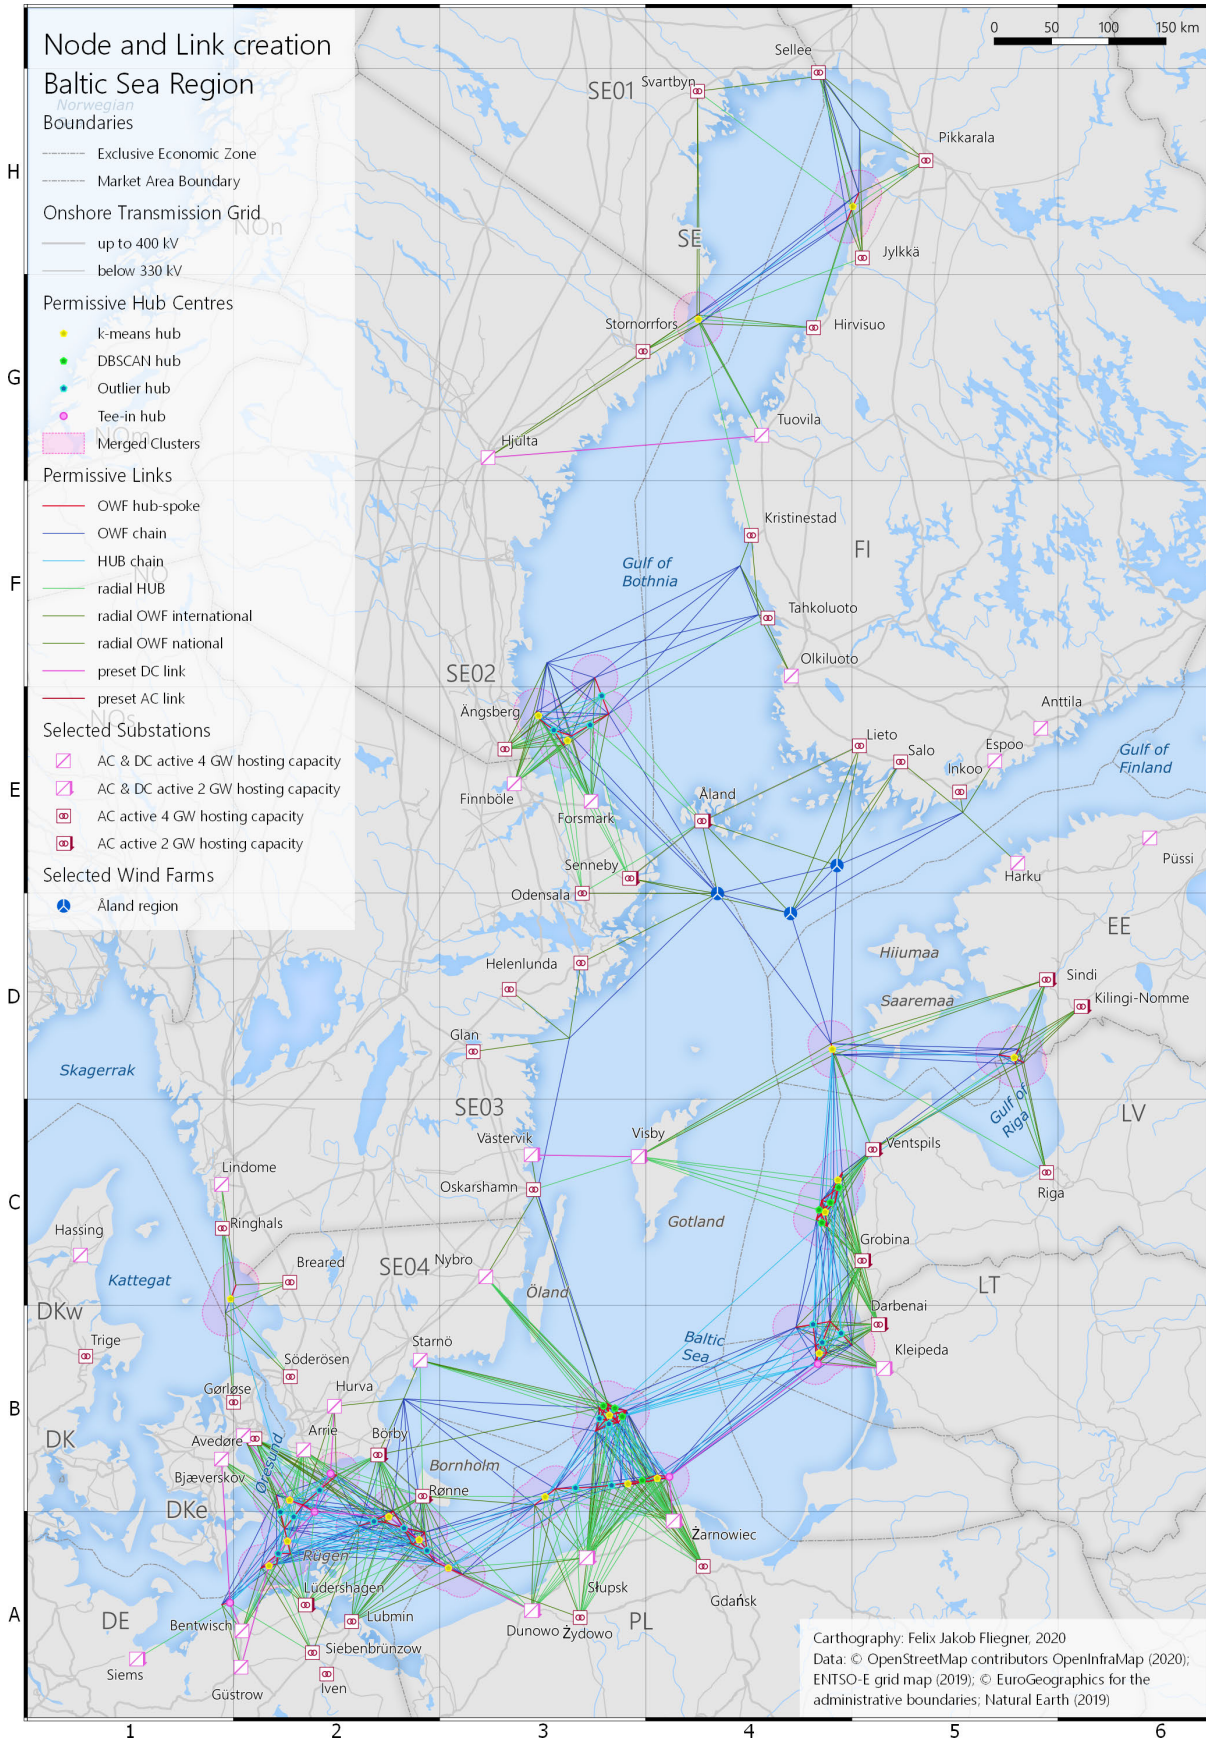 Node and Link creation
Baltic Sea Region
Norwegian
Boundaries
Exclusive Economic Zone
Market Area Boundary
Onshore Transmission Grid
NOn
up to 400 kV
below 330 kV
Permissive Hub Centres
k-means hub
DBSCAN hub
Outlier hub
Tee-in hub
NOm
Merged Clusters
Permissive Links
OWF hub-spoke
OWF chain
HUB chain
NO
radial HUB
radial OWF international
radial OWF national
preset DC link
preset AC link
NOs
Selected Substations
AC & DC active 4 GW hosting capacity
AC & DC active 2 GW hosting capacity
AC active 4 GW hosting capacity
AC active 2 GW hosting capacity
Selected Wind Farms
Åland region
0 50 100 150 km
Sellee
SE01
Svartbyn
Pikkarala
H
SE
Jylkkä
Stornorrfors
Hirvisuo
G
Tuovila
Hjälta
Kristinestad
FI
Gulf of
Bothnia
F
Tahkoluoto
Olkiluoto
SE02
Ängsberg
Anttila
Lieto
Salo
Espoo
Inkoo
Gulf of
Finland
E
Finnböle
Forsmark
Åland
Senneby
Odensala
Harku
Püssi
EE
Hiiumaa
Helenlunda
Sindi
D
Saaremaa
Kilingi-Nomme
Glan
Skagerrak
SE03
Gulf of
Riga
LV
Västervik
Visby
Ventspils
Lindome
Oskarshamn
Riga
C
Ringhals
Gotland
Hassing
Grobina
Nybro
Breared
SE04
Kattegat
Öland
LT
DKw
Darbenai
Trige
Starnö
Baltic
Sea
Kleipeda
Söderösen
Gørløse
Hurva
B
DK
Avedøre
Arrie
Borby
Oresund
Bornholm
Bjæverskov
Rønne
DKe
Żarnowiec
Rügen
Lüdershagen
Słupsk
Gdańsk
A
DE
Bentwisch
Lubmin
Dunowo
Żydowo
PL
Siebenbrünzow
Siems
Iven
Güstrow
Carthography: Felix Jakob Fliegner, 2020
Data: © OpenStreetMap contributors OpenInfraMap (2020);
ENTSO-E grid map (2019); © EuroGeographics for the
administrative boundaries; Natural Earth (2019)
1 2 3 4 5 6